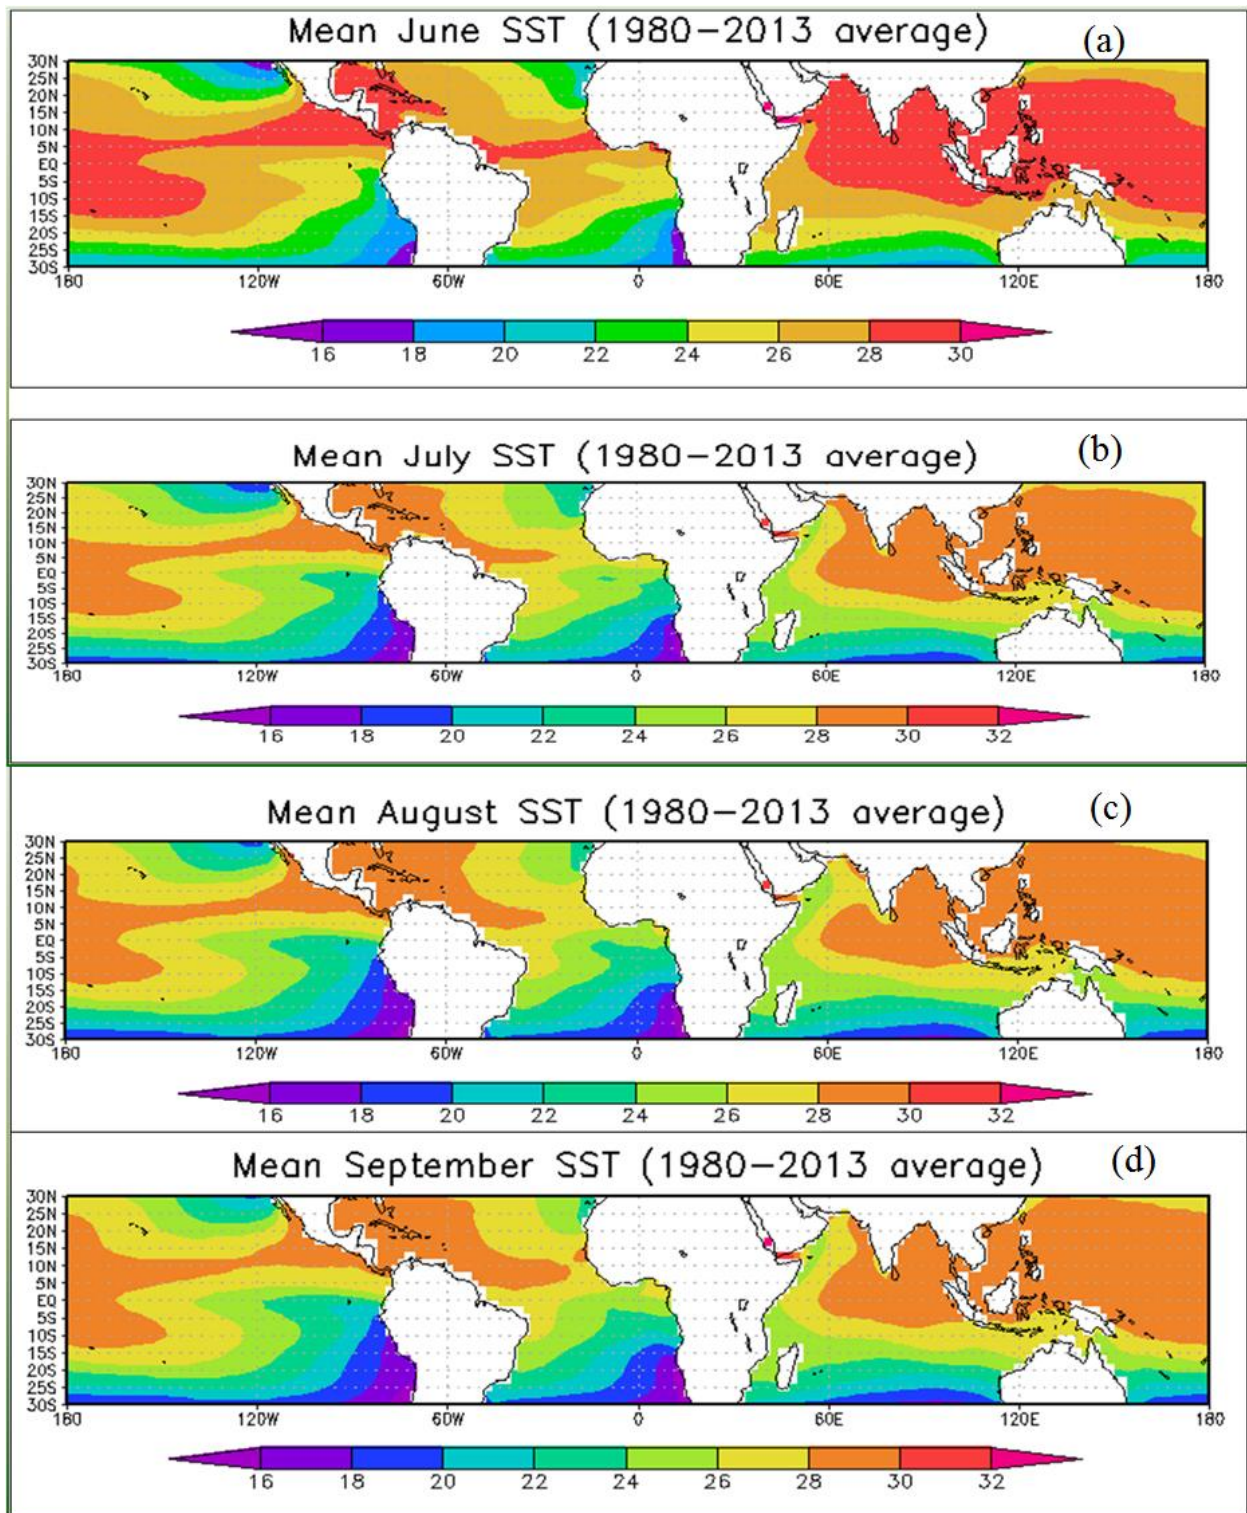 Mean June SST (1980-2013 average) (a)
30N
25N
20N
15N
10N
5N
EQ
5S
10S
15S
20S
25S
30S
180 120W 60W 0 60E 120E 180
16 18 20 22 24 26 28 30
Mean July SST (1980-2013 average) (b)
30N
25N
20N
15N
10N
5N
EQ
5S
10S
15S
20S
25S
30S
180 120W 60W 0 60E 120E 180
16 18 20 22 24 26 28 30 32
Mean August SST (1980-2013 average) (c)
30N
25N
20N
15N
10N
5N
EQ
5S
10S
15S
20S
25S
30S
180 120W 60W 0 60E 120E 180
16 18 20 22 24 26 28 30 32
Mean September SST (1980-2013 average) (d)
30N
25N
20N
15N
10N
5N
EQ
5S
10S
15S
20S
25S
30S
180 120W 60W 0 60E 120E 180
16 18 20 22 24 26 28 30 32